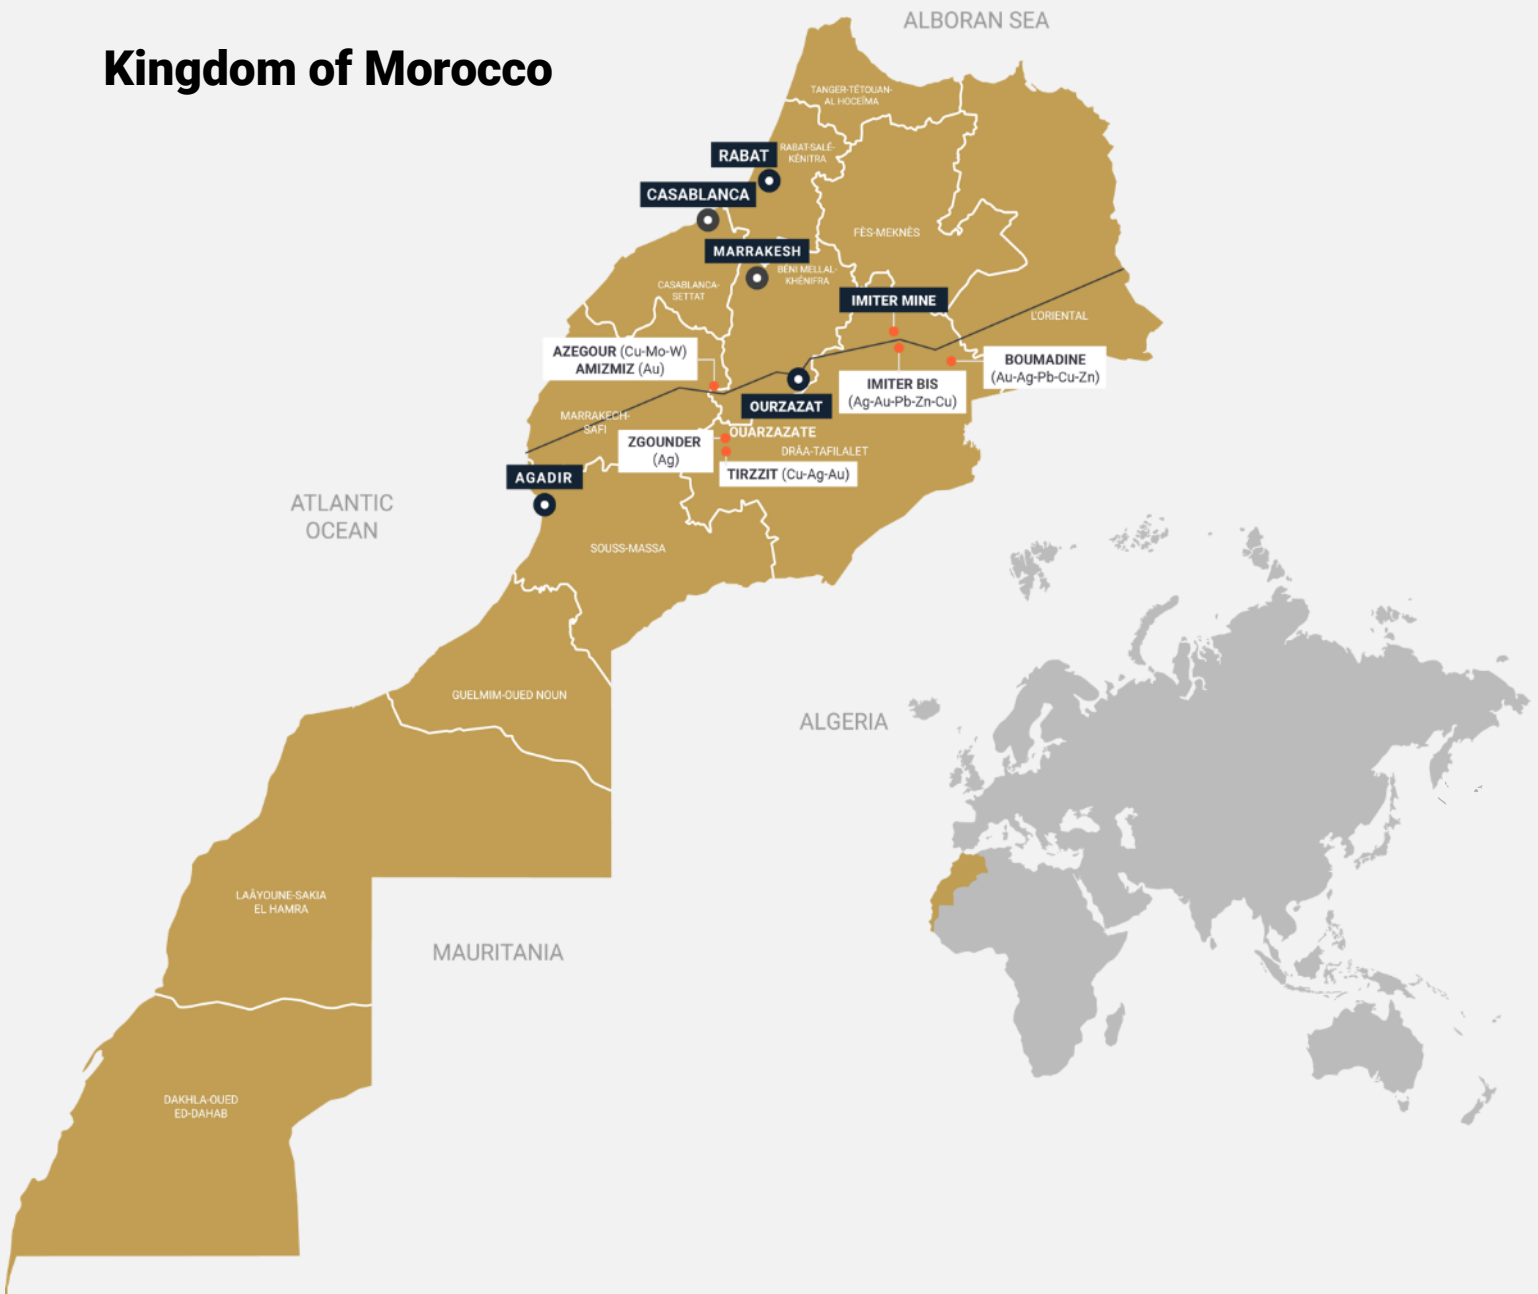 ALBORAN SEA
Kingdom of Morocco
TANGER-TÉTOUAN-
AL HOCEÏMA
RABAT
RABAT-SALÉ-
KÉNITRA
CASABLANCA
FÈS-MEKNÈS
MARRAKESH
BÉNI MELLAL-
KHÉNIFRA
CASABLANCA-
SETTAT
IMITER MINE
L'ORIENTAL
AZEGOUR (Cu-Mo-W)
AMIZMIZ (Au)
BOUMADINE
(Au-Ag-Pb-Cu-Zn)
IMITER BIS
(Ag-Au-Pb-Zn-Cu)
OURZAZAT
MARRAKECH-
SAFI
OUARZAZATE
ZGOUNDER
(Ag)
DRÂA-TAFILALET
TIRZZIT (Cu-Ag-Au)
AGADIR
ATLANTIC
OCEAN
SOUSS-MASSA
GUELMIM-OUED NOUN
ALGERIA
LAÂYOUNE-SAKIA
EL HAMRA
MAURITANIA
DAKHLA-OUED
ED-DAHAB